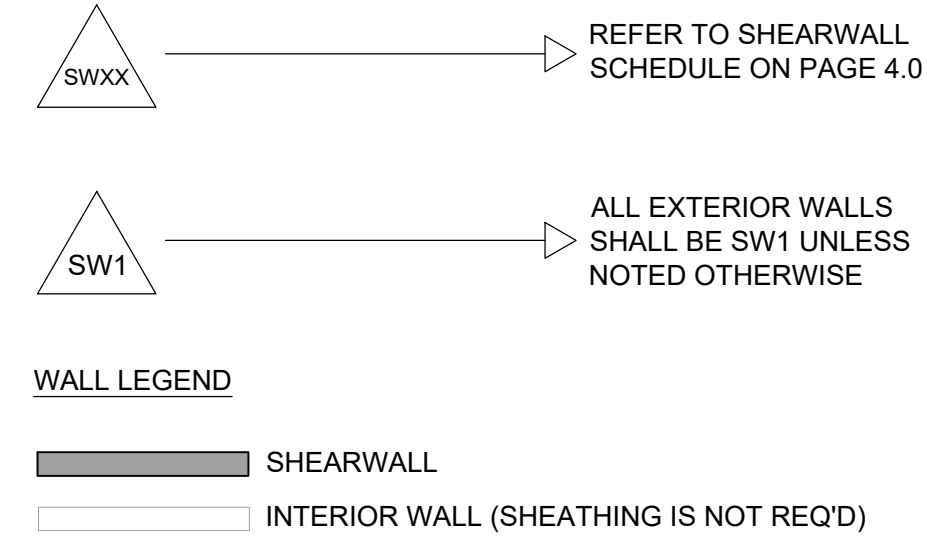 SWXX
REFER TO SHEARWALL
SCHEDULE ON PAGE 4.0
SW1
ALL EXTERIOR WALLS
SHALL BE SW1 UNLESS
NOTED OTHERWISE
WALL LEGEND
SHEARWALL
INTERIOR WALL (SHEATHING IS NOT REQ'D)